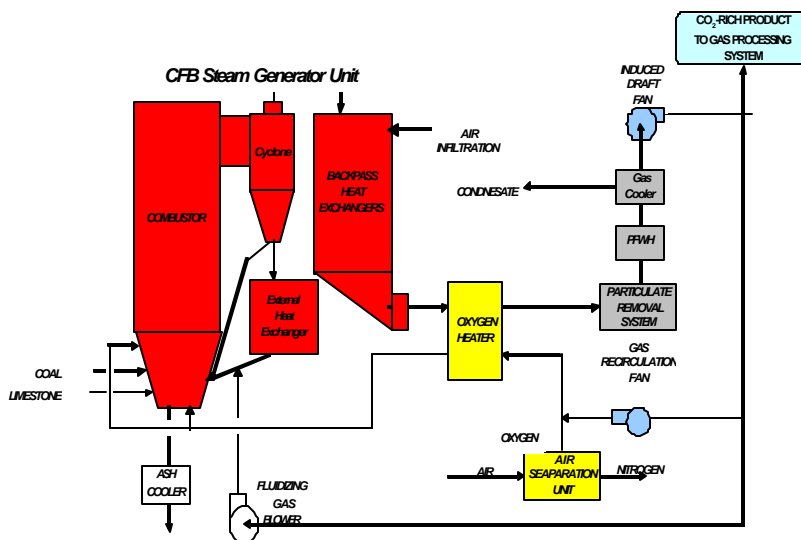 CO2-RICH PRODUCT
TO GAS PROCESSING
SYSTEM
CFB Steam Generator Unit
INDUCED
DRAFT
FAN
Cyclone
AIR
INFILTRATION
BACKPASS
HEAT
EXCHANGERS
Gas
Cooler
CONDNESATE
COMBUSTOR
PFWH
External
Heat
Exchanger
OXYGEN
HEATER
PARTICULATE
REMOVAL
SYSTEM
GAS
RECIRCULATION
FAN
COAL
LIMESTONE
OXYGEN
AIR
SEAPARATION
UNIT
AIR
NITROGEN
ASH
COOLER
FLUIDIZING
GAS
BLOWER